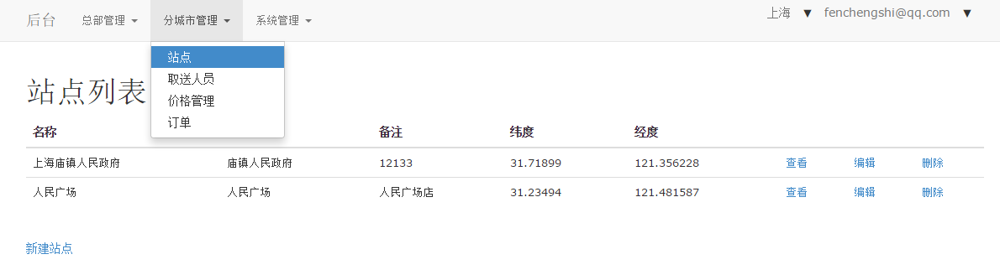 后台 总部管理 分城市管理 系统管理 上海 ▼ fenchengshi@qq.com ▼
站点
取送人员
价格管理
订单
站点列表
名称 备注 纬度 经度
上海庙镇人民政府 庙镇人民政府 12133 31.71899 121.356228 查看 编辑 删除
人民广场 人民广场 人民广场店 31.23494 121.481587 查看 编辑 删除
新建站点